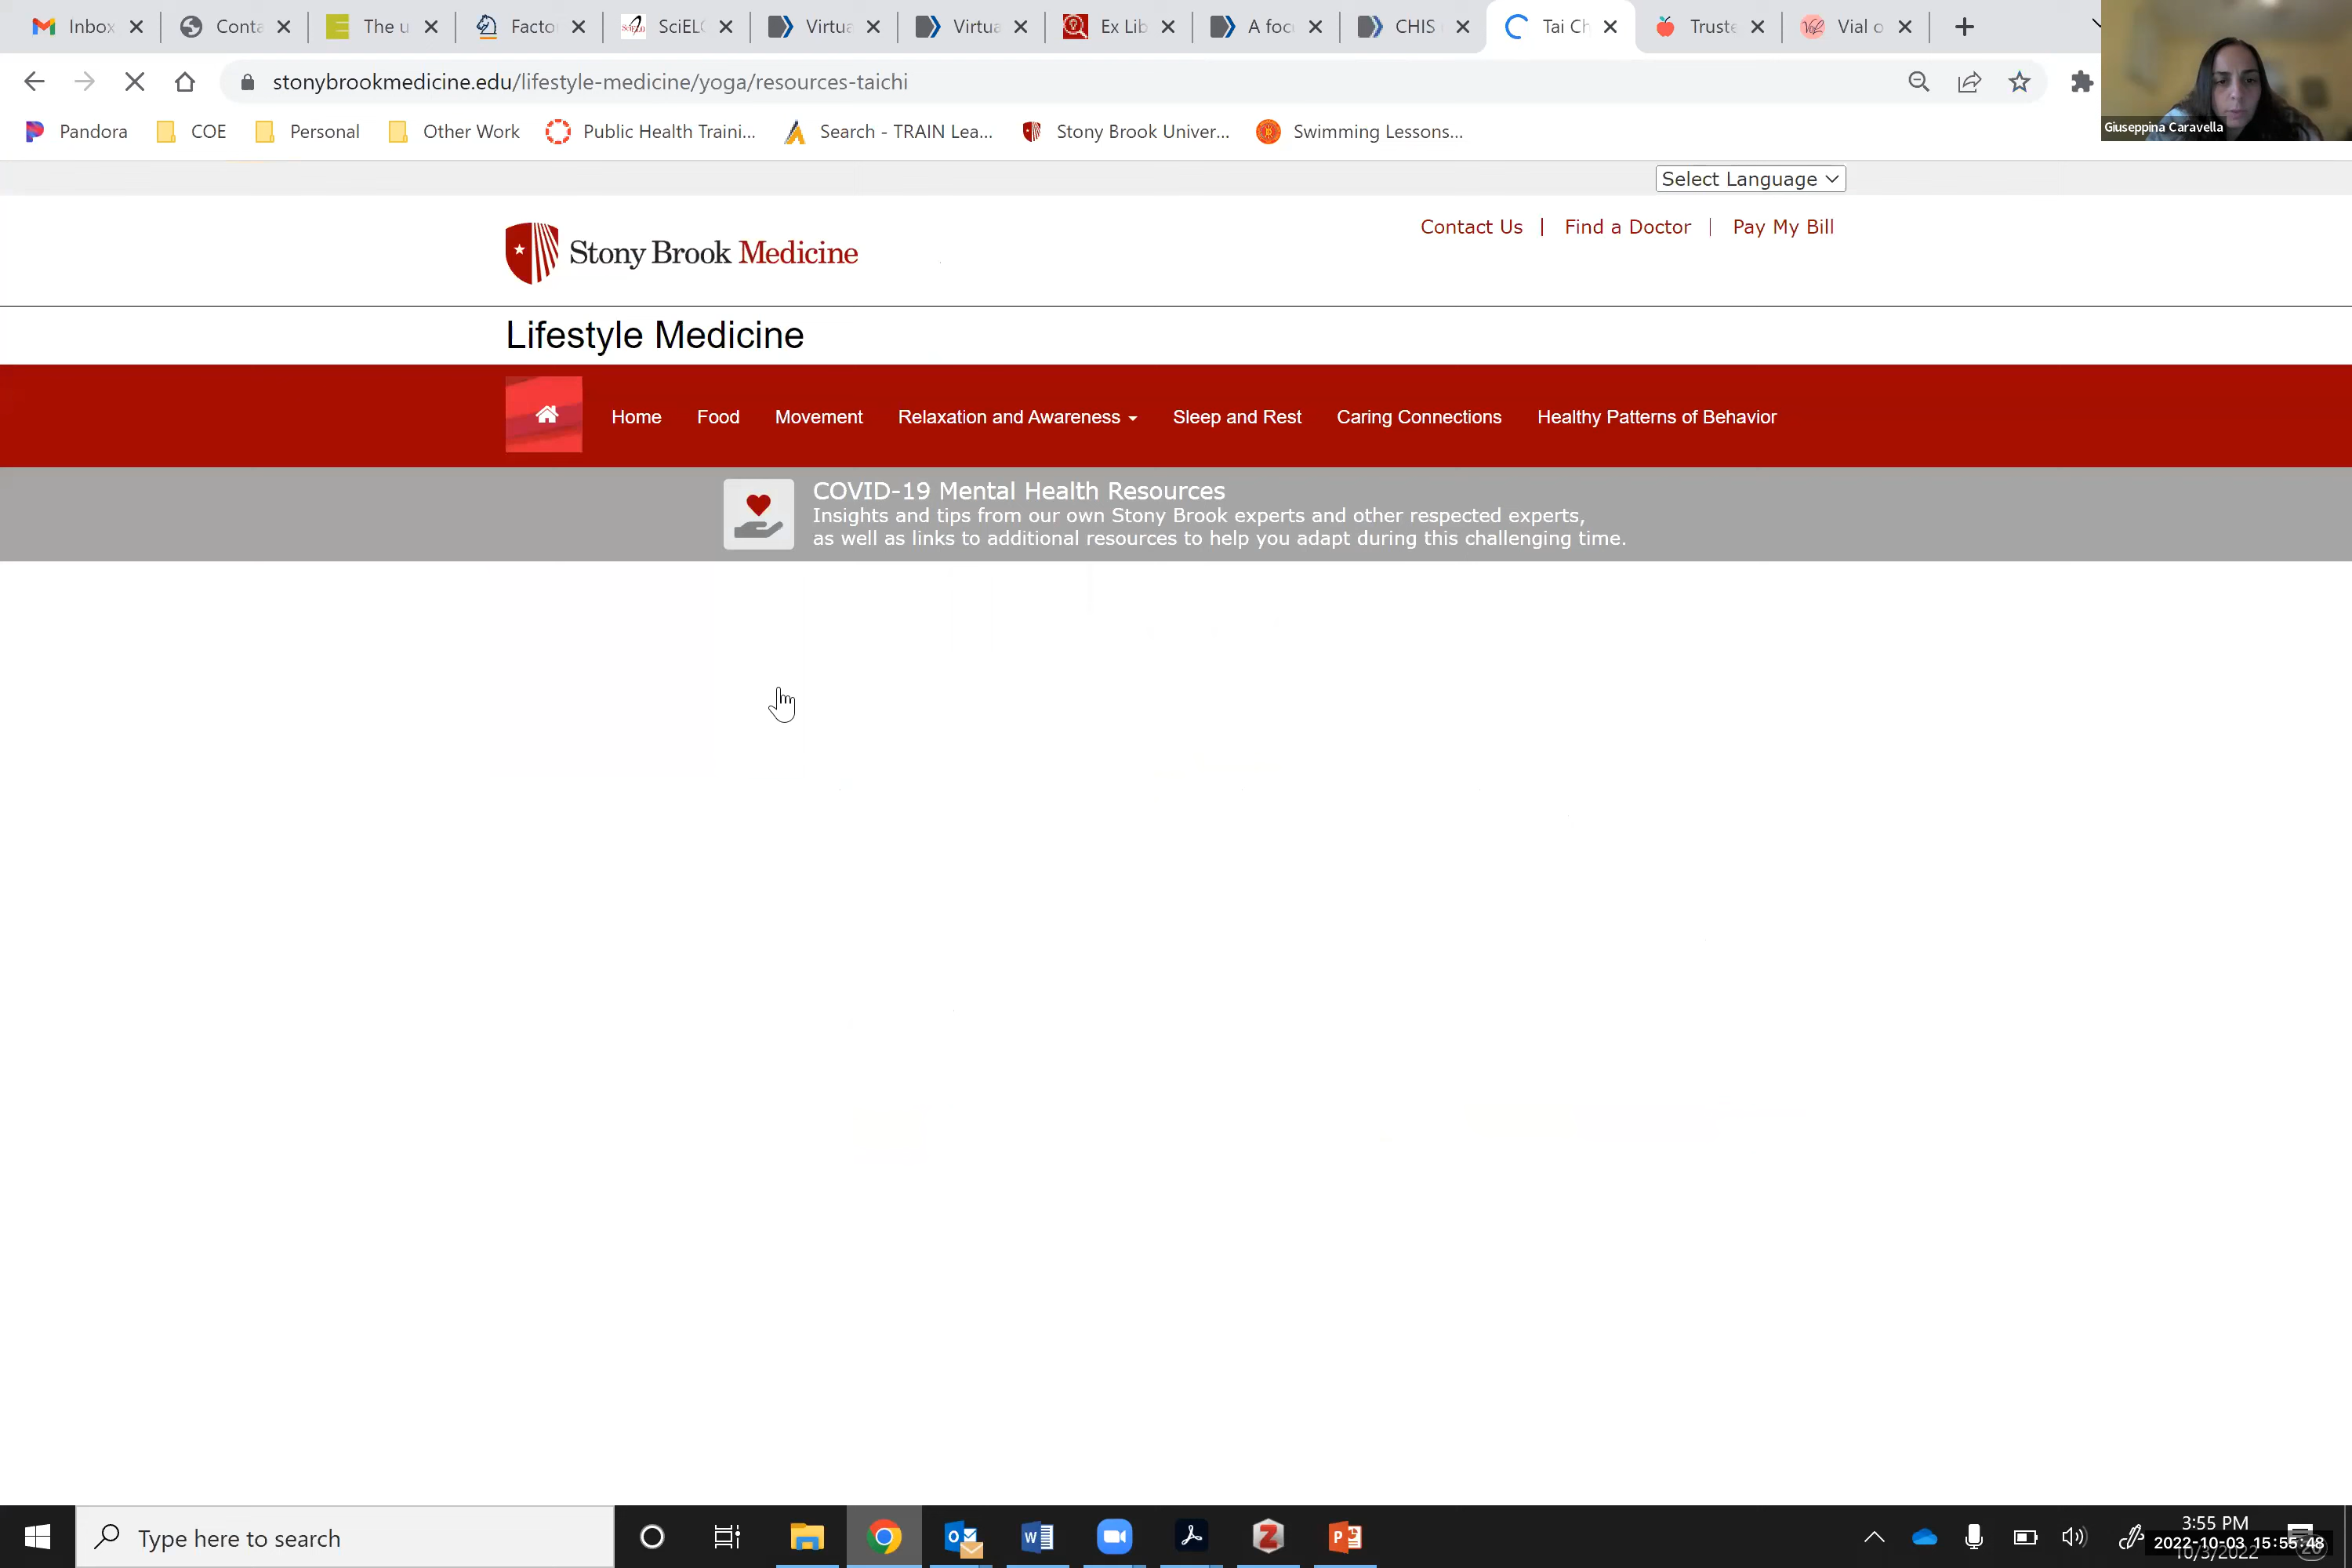 Inbox
Conta
The u
Facto
SciELO
Virtua
Virtua
Ex Lib
A foc
CHIS
Tai Ch
Truste
Vial o
stonybrookmedicine.edu/lifestyle-medicine/yoga/resources-taichi
Pandora
COE
Personal
Other Work
Public Health Traini...
Search - TRAIN Lea...
Stony Brook Univer...
Swimming Lessons...
Giuseppina Caravella
Select Language
Contact Us | Find a Doctor | Pay My Bill
Stony Brook Medicine
Lifestyle Medicine
Home Food Movement Relaxation and Awareness Sleep and Rest Caring Connections Healthy Patterns of Behavior
COVID-19 Mental Health Resources
Insights and tips from our own Stony Brook experts and other respected experts,
as well as links to additional resources to help you adapt during this challenging time.
Type here to search
3:55 PM
2022-10-03 15:55:48
10/3/2022